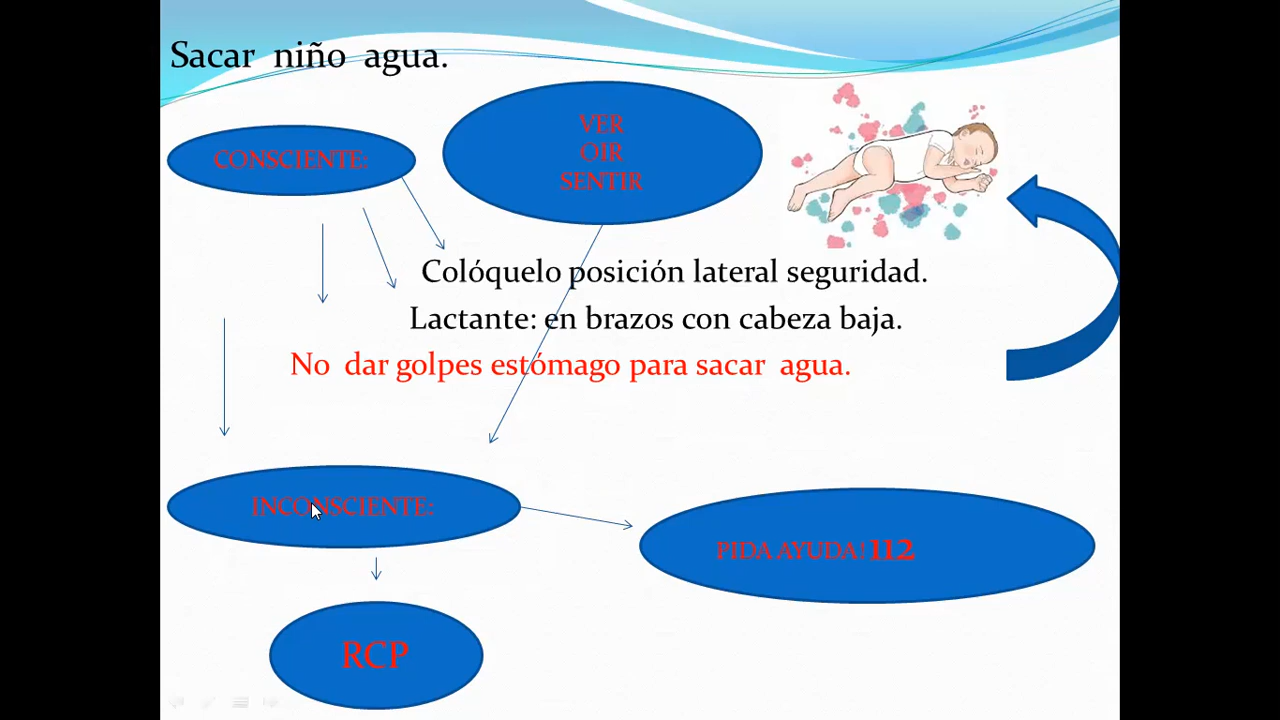 Sacar niño agua.
CONSCIENTE:
VER
OIR
SENTIR
Colóquelo posición lateral seguridad.
Lactante: en brazos con cabeza baja.
No dar golpes estómago para sacar agua.
INCONSCIENTE:
PIDA AYUDA! 112
RCP